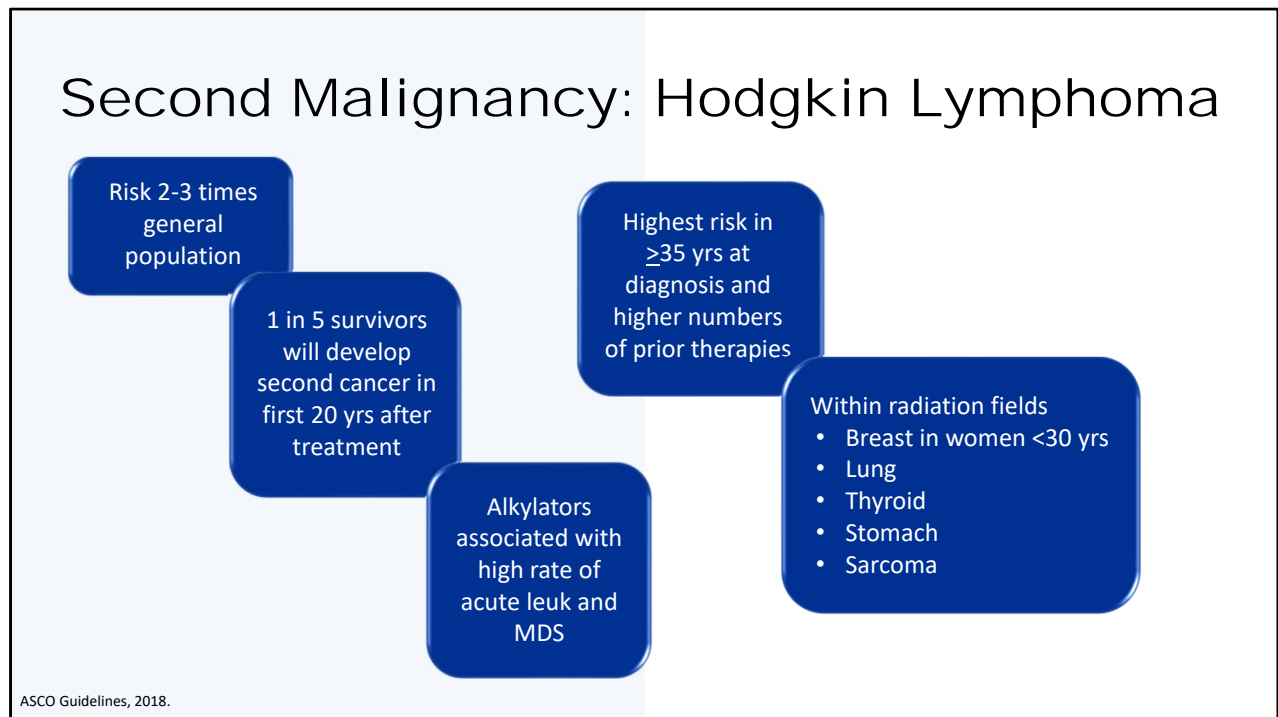 Second Malignancy: Hodgkin Lymphoma
Risk 2-3 times
general
population
1 in 5 survivors
will develop
second cancer in
first 20 yrs after
treatment
Alkylators
associated with
high rate of
acute leuk and
MDS
Highest risk in
>35 yrs at
diagnosis and
higher numbers
of prior therapies
Within radiation fields
• Breast in women <30 yrs
• Lung
• Thyroid
• Stomach
• Sarcoma
ASCO Guidelines, 2018.